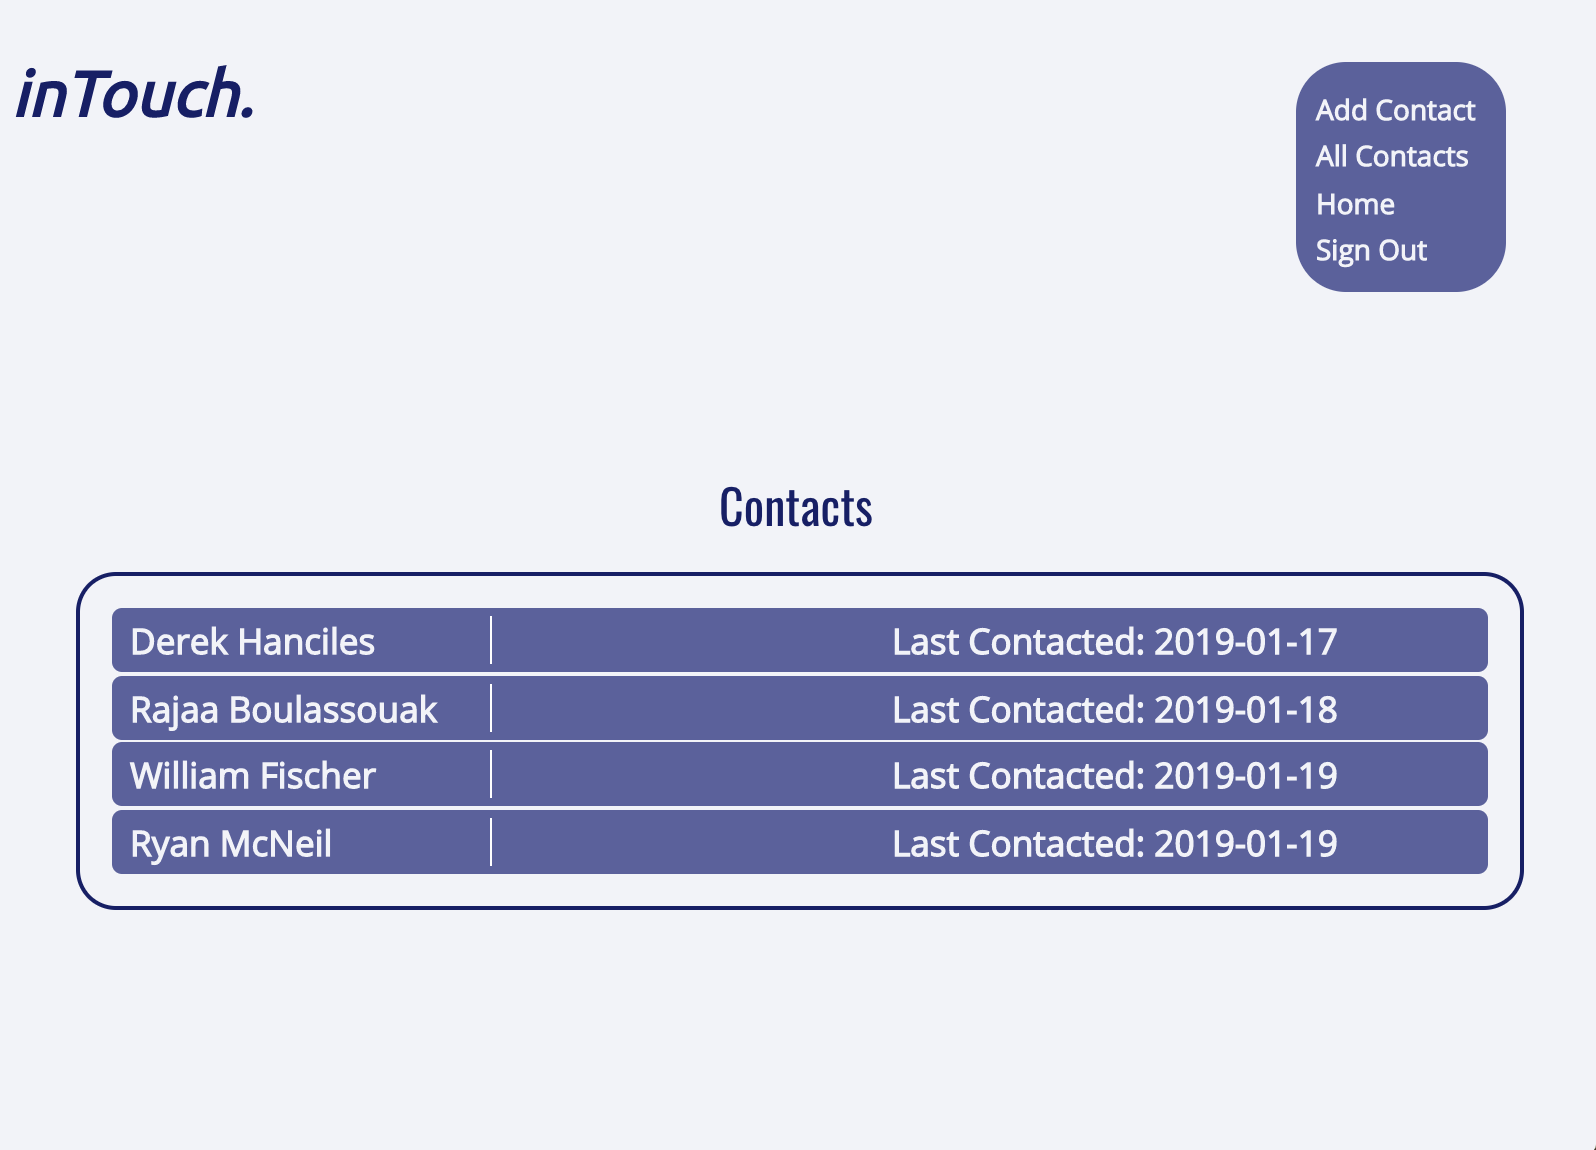 inTouch.
Add Contact
All Contacts
Home
Sign Out
Contacts
Derek Hanciles Last Contacted: 2019-01-17
Rajaa Boulassouak Last Contacted: 2019-01-18
William Fischer Last Contacted: 2019-01-19
Ryan McNeil Last Contacted: 2019-01-19